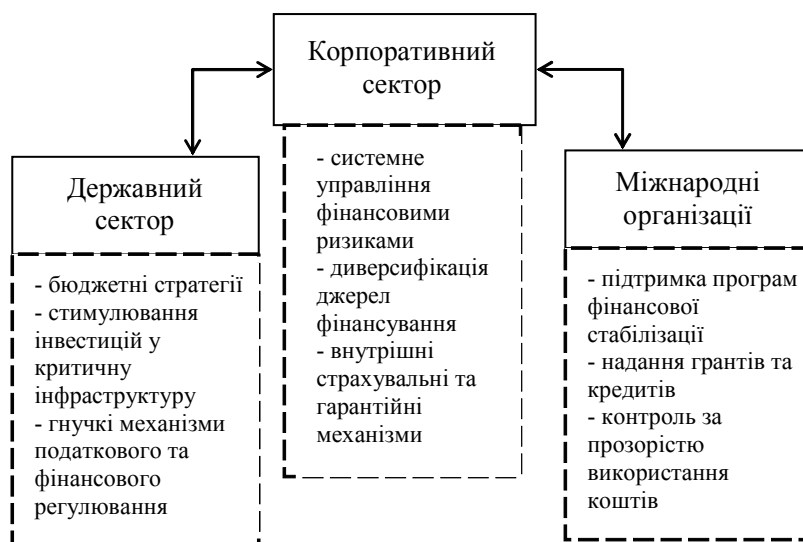 Корпоративний
сектор
- системне
управління
фінансовими
ризиками
- диверсифікація
джерел
фінансування
- внутрішні
страхувальні та
гарантійні
механізми
Державний
сектор
- бюджетні стратегії
- стимулювання
інвестицій у
критичну
інфраструктуру
- гнучкі механізми
податкового та
фінансового
регулювання
Міжнародні
організації
- підтримка програм
фінансової
стабілізації
- надання грантів та
кредитів
- контроль за
прозорістю
використання
коштів